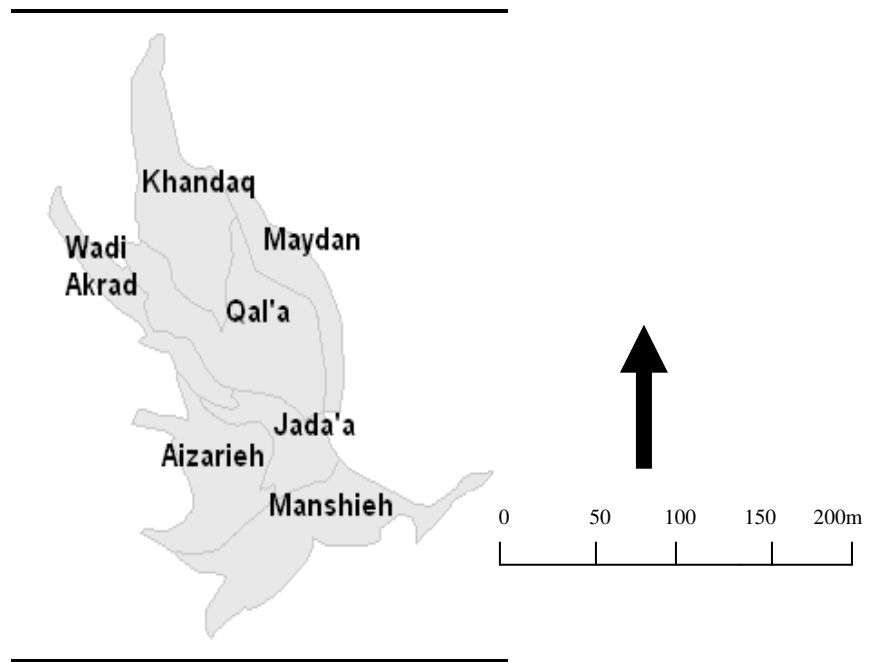 Khandaq
Maydan
Wadi
Akrad
Qal'a
Jada'a
Aizarieh
Manshieh
0 50 100 150 200m